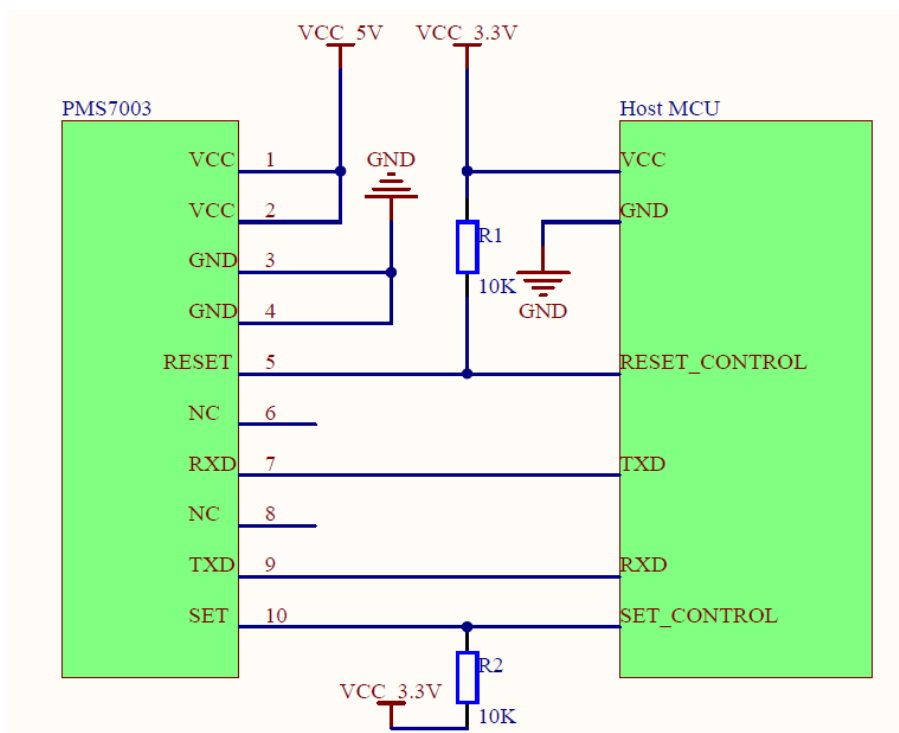 VCC_5V VCC_3.3V
PMS7003 Host MCU
VCC 1 GND VCC
VCC 2 GND
GND 3 R1
GND 4 10K GND
RESET 5 RESET_CONTROL
NC 6
RXD 7 TXD
NC 8
TXD 9 RXD
SET 10 SET_CONTROL
R2
VCC_3.3V
10K